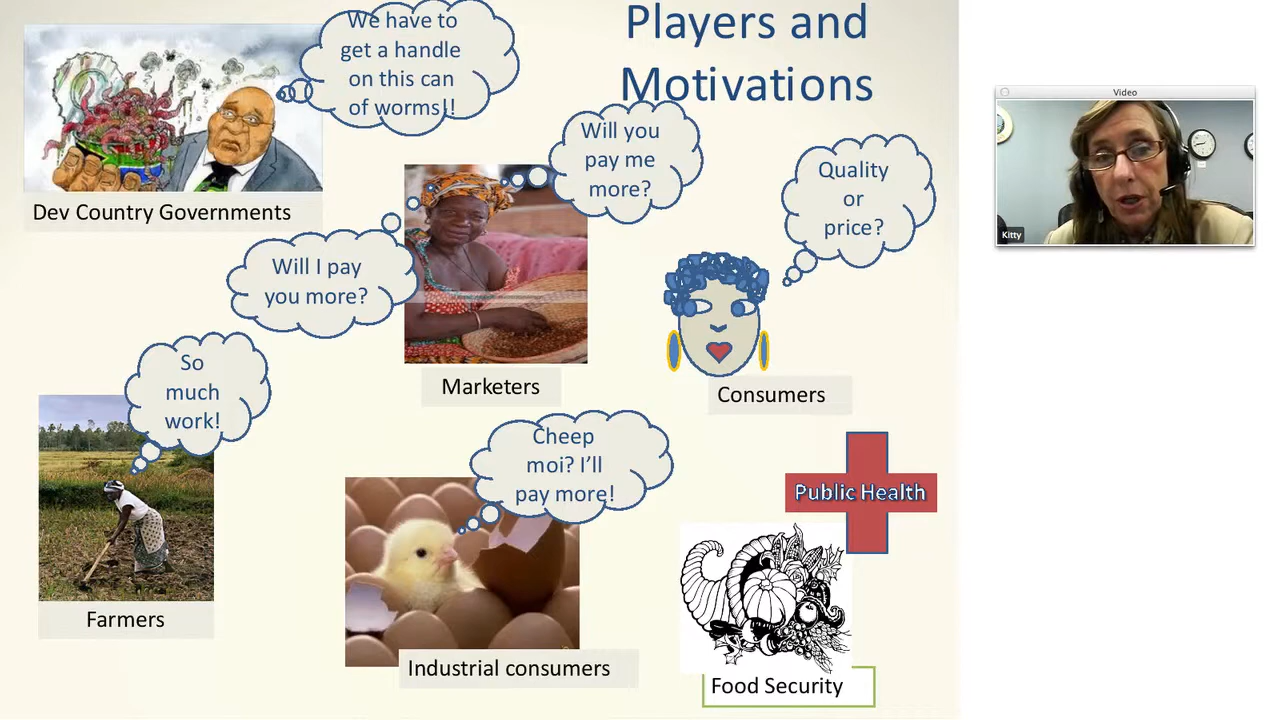 Players and
Motivations
We have to
get a handle
on this can
of worms!!
Dev Country Governments
Will you
pay me
more?
Quality
or
price?
Will I pay
you more?
Marketers
Consumers
So
much
work!
Farmers
Cheep
moi? I'll
pay more!
Industrial consumers
Public Health
Food Security
Video
Kitty